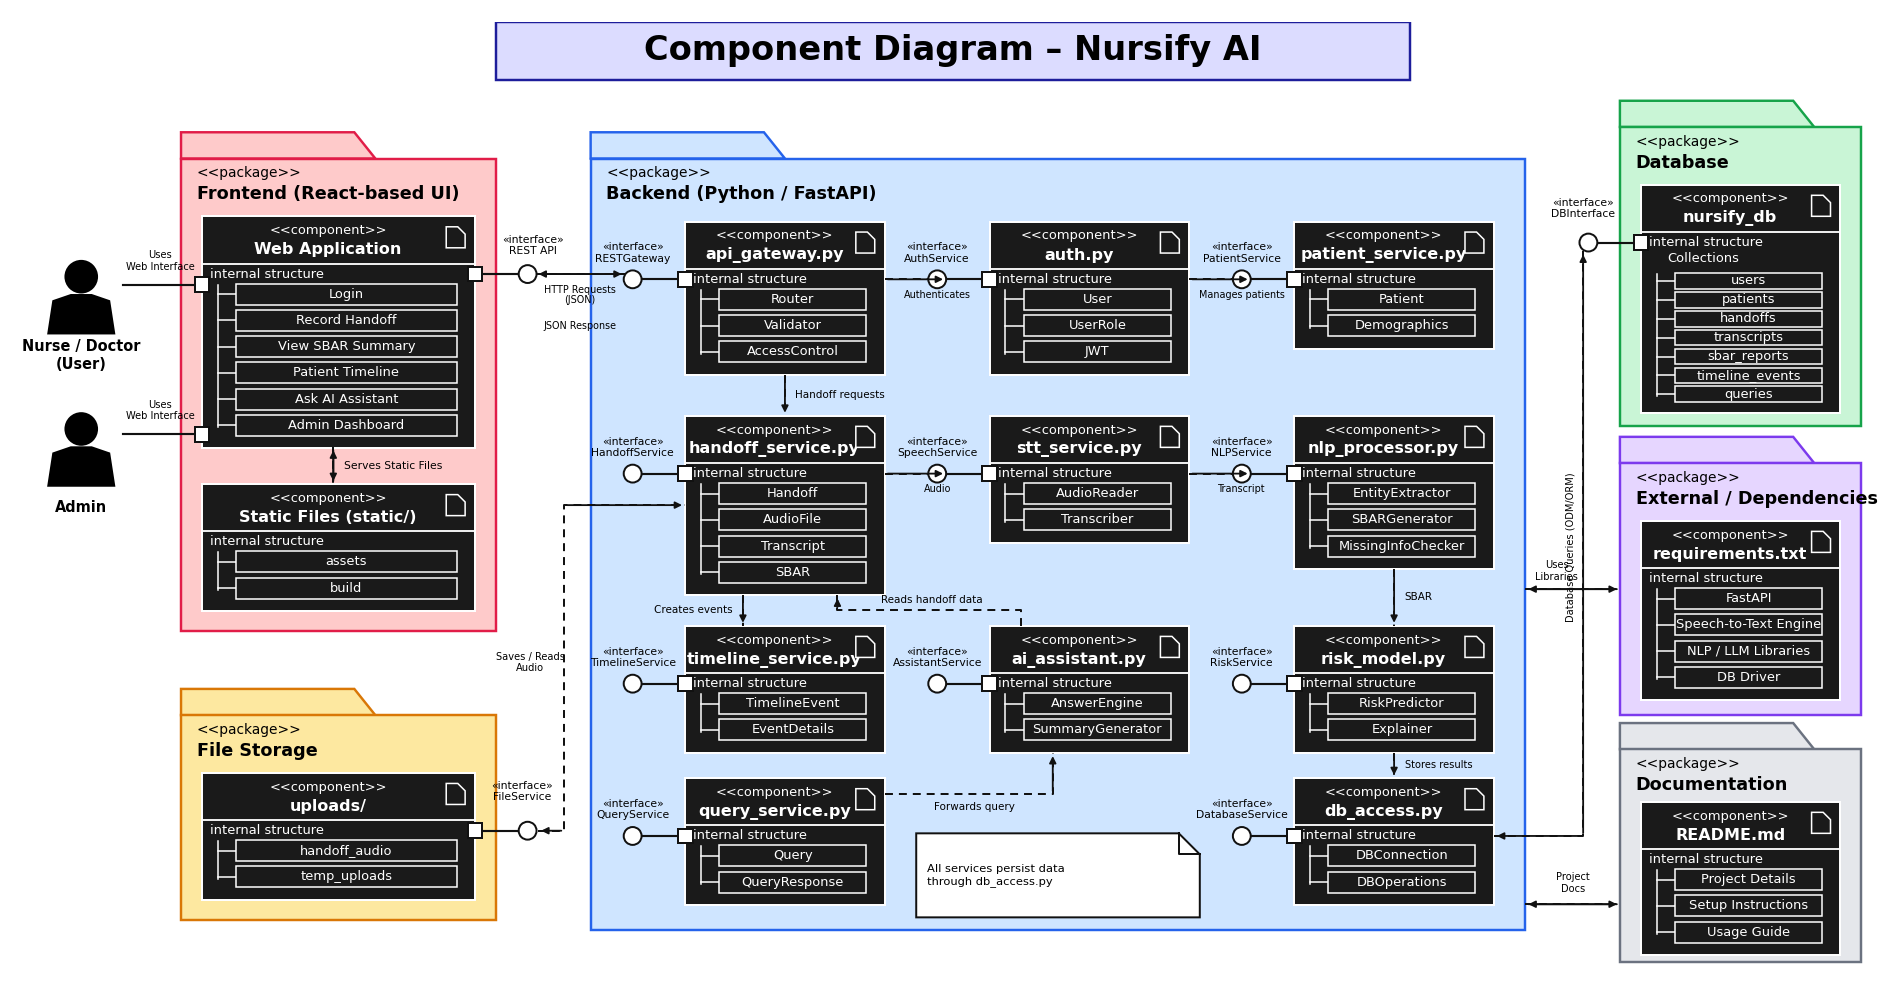 Component Diagram – Nursify AI
Nurse / Doctor
(User)
Admin
Uses
Web Interface
Uses
Web Interface
<<package>>
Frontend (React-based UI)
<<component>>
Web Application
internal structure
Login
Record Handoff
View SBAR Summary
Patient Timeline
Ask AI Assistant
Admin Dashboard
Serves Static Files
<<component>>
Static Files (static/)
internal structure
assets
build
<<package>>
File Storage
<<component>>
uploads/
internal structure
handoff_audio
temp_uploads
«interface»
FileService
Saves / Reads
Audio
«interface»
REST API
HTTP Requests
(JSON)
JSON Response
<<package>>
Backend (Python / FastAPI)
«interface»
RESTGateway
<<component>>
api_gateway.py
internal structure
Router
Validator
AccessControl
«interface»
AuthService
Authenticates
<<component>>
auth.py
internal structure
User
UserRole
JWT
«interface»
PatientService
Manages patients
<<component>>
patient_service.py
internal structure
Patient
Demographics
Handoff requests
«interface»
HandoffService
<<component>>
handoff_service.py
internal structure
Handoff
AudioFile
Transcript
SBAR
«interface»
SpeechService
Audio
<<component>>
stt_service.py
internal structure
AudioReader
Transcriber
«interface»
NLPService
Transcript
<<component>>
nlp_processor.py
internal structure
EntityExtractor
SBARGenerator
MissingInfoChecker
Creates events
Reads handoff data
SBAR
«interface»
TimelineService
<<component>>
timeline_service.py
internal structure
TimelineEvent
EventDetails
«interface»
AssistantService
<<component>>
ai_assistant.py
internal structure
AnswerEngine
SummaryGenerator
«interface»
RiskService
<<component>>
risk_model.py
internal structure
RiskPredictor
Explainer
Stores results
«interface»
QueryService
<<component>>
query_service.py
internal structure
Query
QueryResponse
Forwards query
All services persist data
through db_access.py
«interface»
DatabaseService
<<component>>
db_access.py
internal structure
DBConnection
DBOperations
«interface»
DBInterface
Database Queries (ODM/ORM)
Uses
Libraries
Project
Docs
<<package>>
Database
<<component>>
nursify_db
internal structure
Collections
users
patients
handoffs
transcripts
sbar_reports
timeline_events
queries
<<package>>
External / Dependencies
<<component>>
requirements.txt
internal structure
FastAPI
Speech-to-Text Engine
NLP / LLM Libraries
DB Driver
<<package>>
Documentation
<<component>>
README.md
internal structure
Project Details
Setup Instructions
Usage Guide